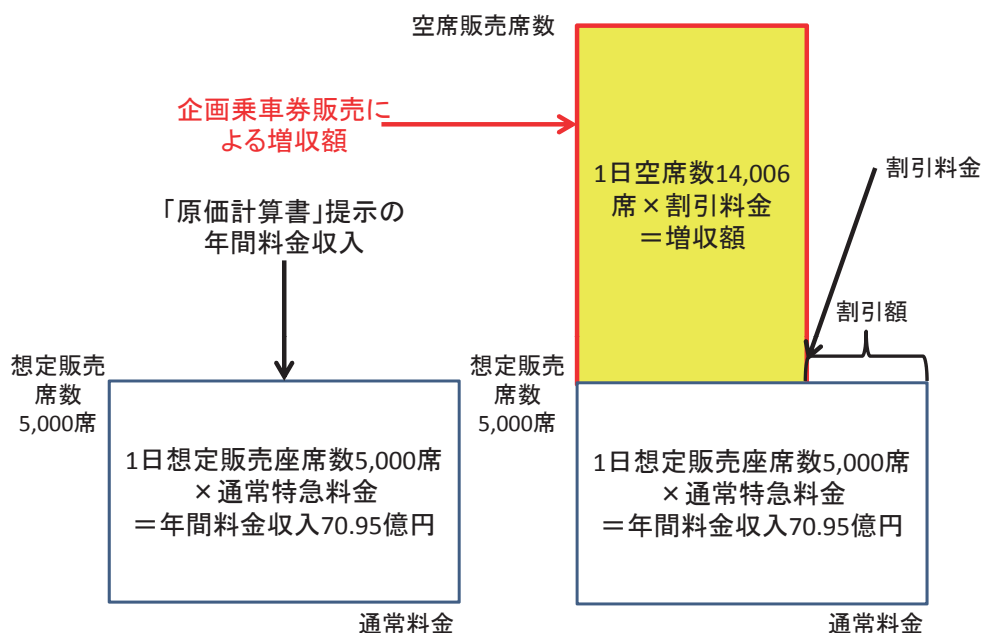 空席販売席数
企画乗車券販売に
よる増収額
「原価計算書」提示の
年間料金収入
想定販売
席数
5,000席
1日想定販売座席数5,000席
×通常特急料金
＝年間料金収入70.95億円
通常料金
1日空席数14,006
席×割引料金
＝増収額
割引料金
割引額
想定販売
席数
5,000席
1日想定販売座席数5,000席
×通常特急料金
＝年間料金収入70.95億円
通常料金